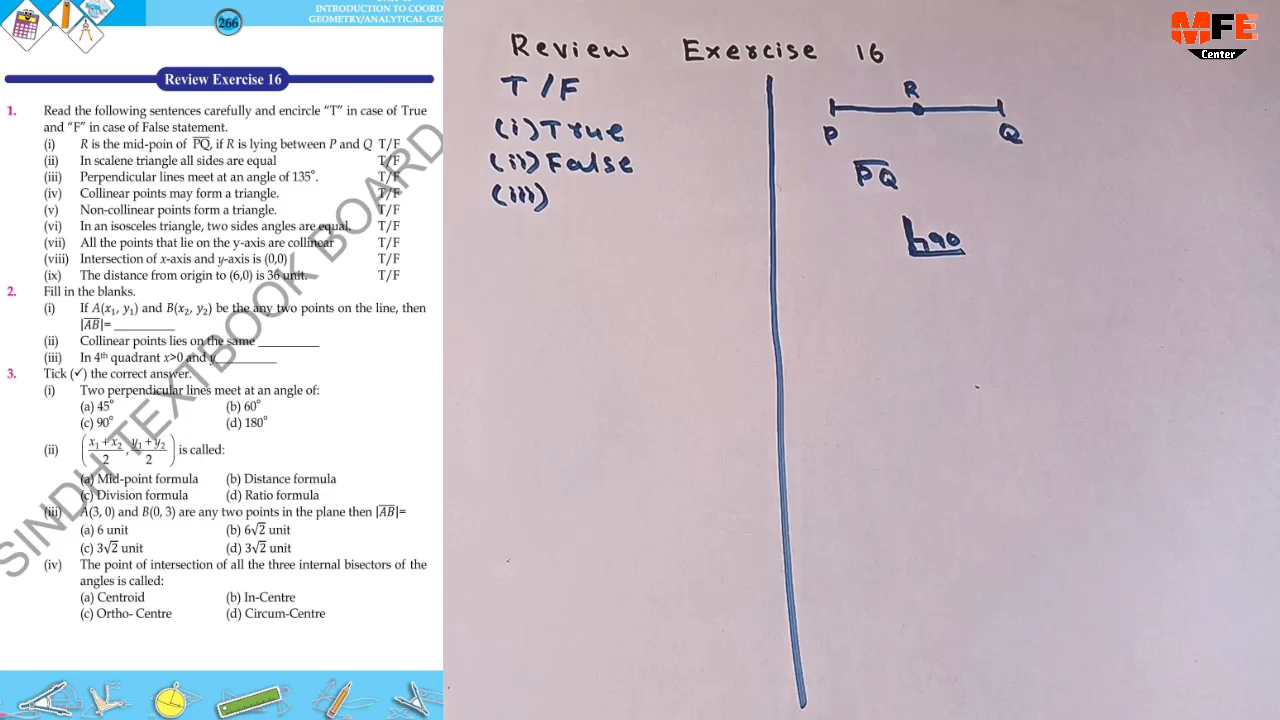 INTRODUCTION TO COORD
GEOMETRY/ANALYTICAL GEO
266
Review Exercise 16
1. Read the following sentences carefully and encircle “T” in case of True
and “F” in case of False statement.
(i) R is the mid-poin of P̅Q̅, if R is lying between P and Q T/F
(ii) In scalene triangle all sides are equal T/F
(iii) Perpendicular lines meet at an angle of 135°. T/F
(iv) Collinear points may form a triangle. T/F
(v) Non-collinear points form a triangle. T/F
(vi) In an isosceles triangle, two sides angles are equal. T/F
(vii) All the points that lie on the y-axis are collinear T/F
(viii) Intersection of x-axis and y-axis is (0,0) T/F
(ix) The distance from origin to (6,0) is 36 unit. T/F
2. Fill in the blanks.
(i) If A(x₁, y₁) and B(x₂, y₂) be the any two points on the line, then
|A̅B̅|= __________
(ii) Collinear points lies on the same __________
(iii) In 4th quadrant x>0 and y__________
3. Tick (✓) the correct answer.
(i) Two perpendicular lines meet at an angle of:
(a) 45° (b) 60°
(c) 90° (d) 180°
(ii) (x₁ + x₂ / 2, y₁ + y₂ / 2) is called:
(a) Mid-point formula (b) Distance formula
(c) Division formula (d) Ratio formula
(iii) A(3, 0) and B(0, 3) are any two points in the plane then |A̅B̅|=
(a) 6 unit (b) 6√2 unit
(c) 3√2 unit (d) 3√2 unit
(iv) The point of intersection of all the three internal bisectors of the
angles is called:
(a) Centroid (b) In-Centre
(c) Ortho- Centre (d) Circum-Centre
SINDH TEXTBOOK BOARD
Review Exercise 16
T/F
(i) True
(ii) False
(iii)
R
P Q
P̅Q̅
90
MFE
Center